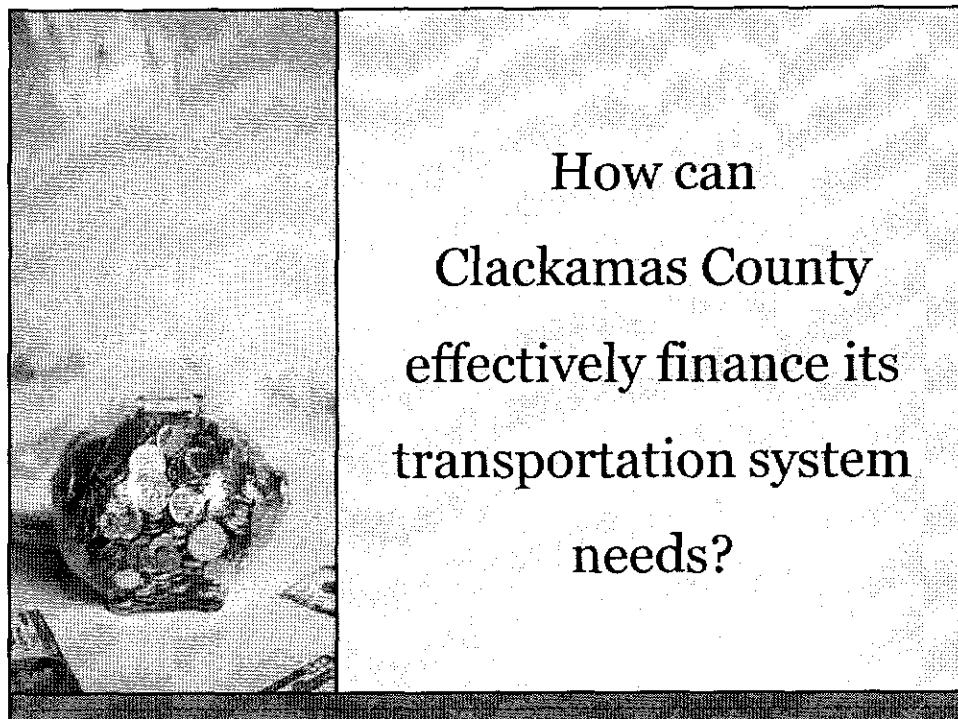 How can
Clackamas County
effectively finance its
transportation system
needs?